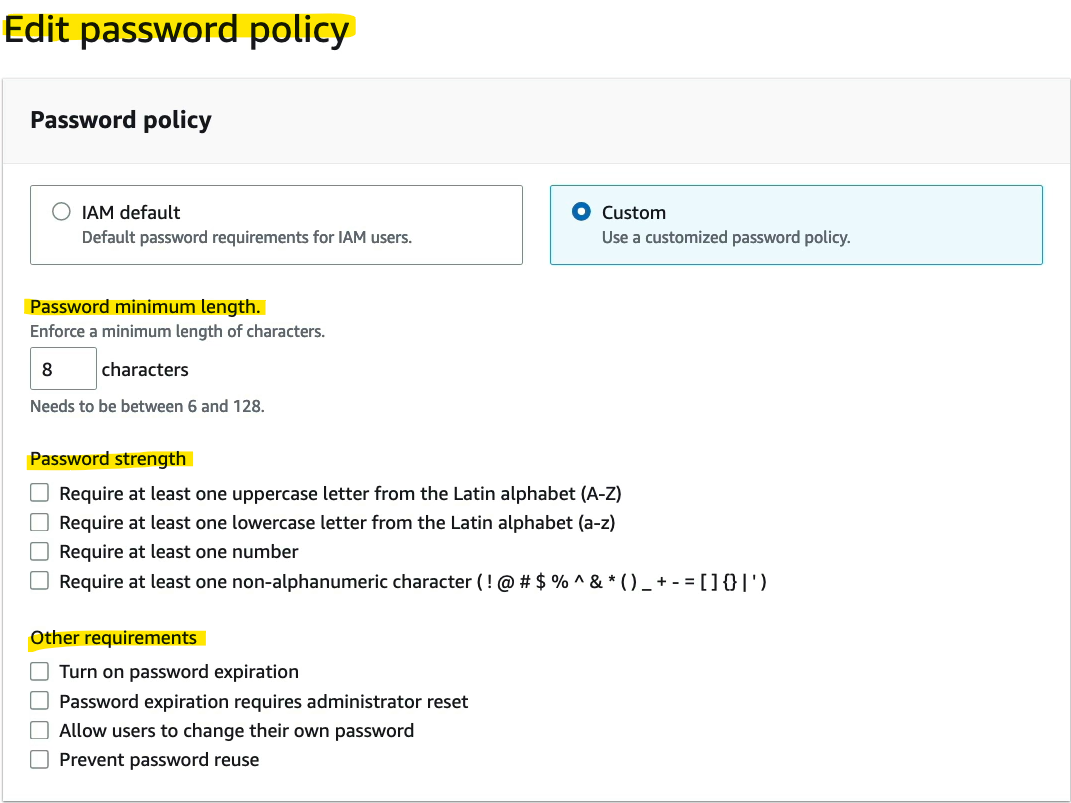 Edit password policy
Password policy
IAM default
Default password requirements for IAM users.
Custom
Use a customized password policy.
Password minimum length.
Enforce a minimum length of characters.
8 characters
Needs to be between 6 and 128.
Password strength
Require at least one uppercase letter from the Latin alphabet (A-Z)
Require at least one lowercase letter from the Latin alphabet (a-z)
Require at least one number
Require at least one non-alphanumeric character ( ! @ # $ % ^ & * ( ) _ + - = [ ] {} | ' )
Other requirements
Turn on password expiration
Password expiration requires administrator reset
Allow users to change their own password
Prevent password reuse